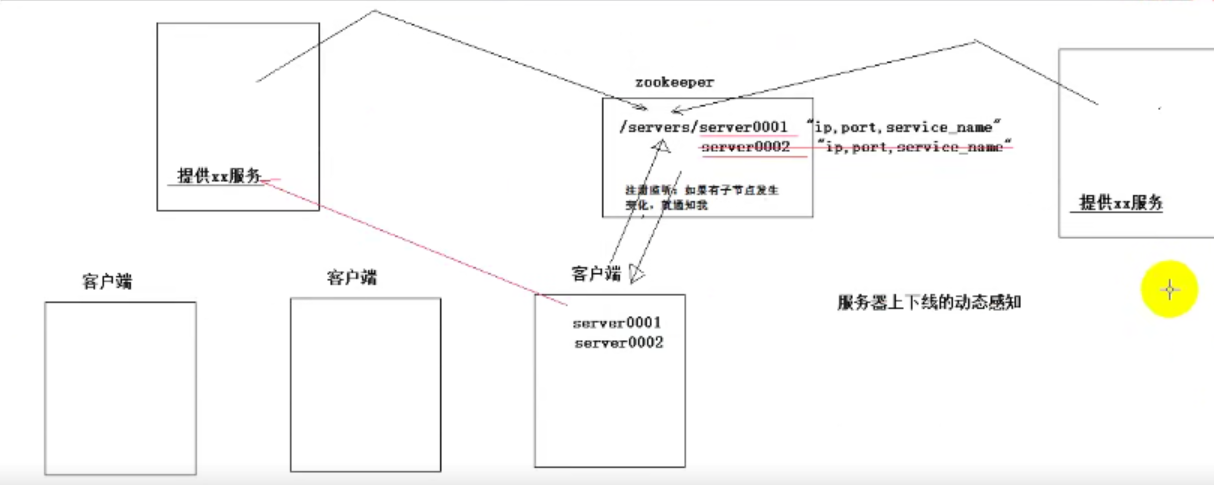 zookeeper
/servers/server0001 "ip,port,service_name"
server0002 "ip,port,service_name"
注册监听：如果有子节点发生
变化，就通知我
提供xx服务
提供xx服务
客户端
客户端
客户端
server0001
server0002
服务器上下线的动态感知